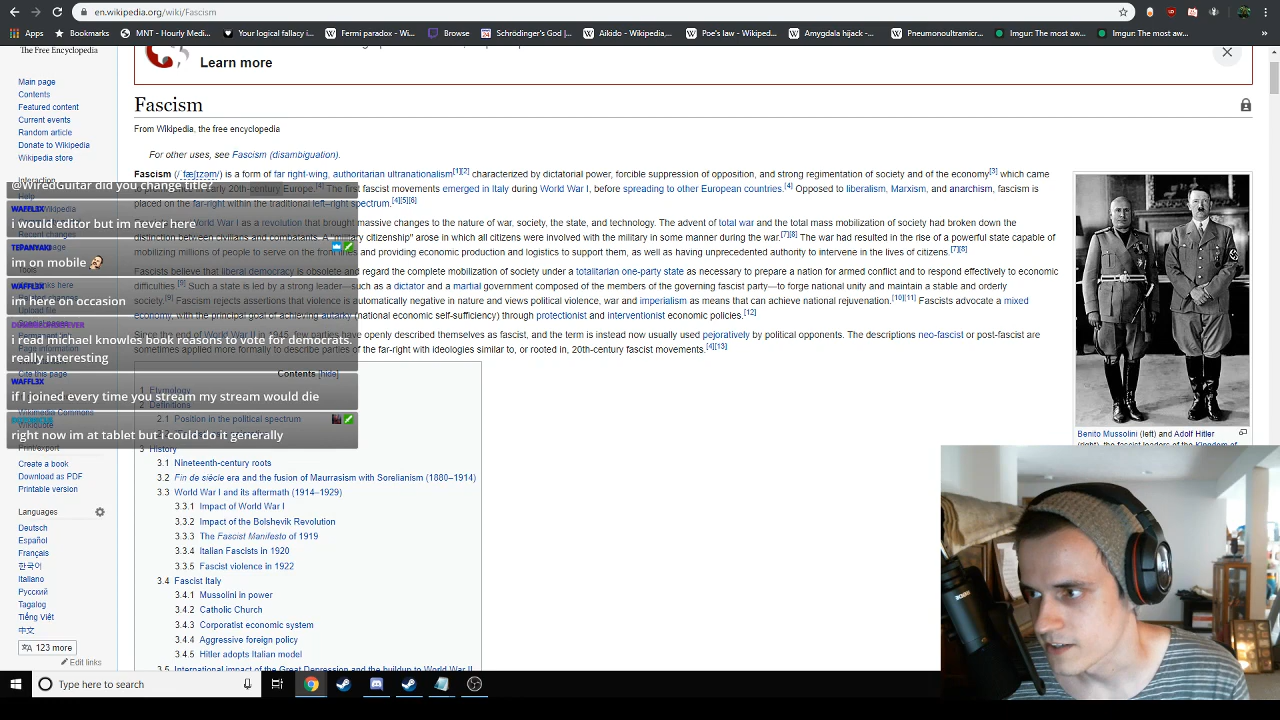 en.wikipedia.org/wiki/Fascism
Apps
Bookmarks
MNT - Hourly Medi...
Your logical fallacy i...
Fermi paradox - Wi...
Browse
Schrödinger's God |...
Aikido - Wikipedia,...
Poe's law - Wikiped...
Amygdala hijack -...
Pneumonoultramicr...
Imgur: The most aw...
Imgur: The most aw...
»
The Free Encyclopedia
Learn more
Main page
Contents
Featured content
Current events
Random article
Donate to Wikipedia
Wikipedia store
Interaction
Fascism
From Wikipedia, the free encyclopedia
For other uses, see Fascism (disambiguation).
Fascism (/ˈfæʃɪzəm/) is a form of far right-wing, authoritarian ultranationalism[1][2] characterized by dictatorial power, forcible suppression of opposition, and strong regimentation of society and of the economy[3] which came
to prominence in early 20th-century Europe.[4] The first fascist movements emerged in Italy during World War I, before spreading to other European countries.[4] Opposed to liberalism, Marxism, and anarchism, fascism is
placed on the far-right within the traditional left–right spectrum.[4][5][6]
World War I as a revolution that brought massive changes to the nature of war, society, the state, and technology. The advent of total war and the total mass mobilization of society had broken down the
distinction between civilians and combatants. A "military citizenship" arose in which all citizens were involved with the military in some manner during the war.[7][8] The war had resulted in the rise of a powerful state capable of
mobilizing millions of people to serve on the front lines and providing economic production and logistics to support them, as well as having unprecedented authority to intervene in the lives of citizens.[7][8]
Fascists believe that liberal democracy is obsolete and regard the complete mobilization of society under a totalitarian one-party state as necessary to prepare a nation for armed conflict and to respond effectively to economic
difficulties.[9] Such a state is led by a strong leader—such as a dictator and a martial government composed of the members of the governing fascist party—to forge national unity and maintain a stable and orderly
society.[9] Fascism rejects assertions that violence is automatically negative in nature and views political violence, war and imperialism as means that can achieve national rejuvenation.[10][11] Fascists advocate a mixed
economy, with the principal goal of achieving autarky (national economic self-sufficiency) through protectionist and interventionist economic policies.[12]
Since the end of World War II in 1945, few parties have openly described themselves as fascist, and the term is instead now usually used pejoratively by political opponents. The descriptions neo-fascist or post-fascist are
sometimes applied more formally to describe parties of the far-right with ideologies similar to, or rooted in, 20th-century fascist movements.[4][13]
@WiredGuitar did you change title?
WAFFL3X
i would editor but im never here
TEPANYAKI
im on mobile
WAFFL3X
im here on occasion
i read michael knowles book reasons to vote for democrats.
really interesting
WAFFL3X
if I joined every time you stream my stream would die
right now im at tablet but i could do it generally
Cite this page
Wikimedia Commons
Wikiquote
Print/export
Create a book
Download as PDF
Printable version
Languages
Deutsch
Español
Français
한국어
Italiano
Русский
Tagalog
Tiếng Việt
中文
123 more
Edit links
Contents [hide]
1 Etymology
2 Definitions
2.1 Position in the political spectrum
3 History
3.1 Nineteenth-century roots
3.2 Fin de siècle era and the fusion of Maurrasism with Sorelianism (1880–1914)
3.3 World War I and its aftermath (1914–1929)
3.3.1 Impact of World War I
3.3.2 Impact of the Bolshevik Revolution
3.3.3 The Fascist Manifesto of 1919
3.3.4 Italian Fascists in 1920
3.3.5 Fascist violence in 1922
3.4 Fascist Italy
3.4.1 Mussolini in power
3.4.2 Catholic Church
3.4.3 Corporatist economic system
3.4.4 Aggressive foreign policy
3.4.5 Hitler adopts Italian model
3.5 International impact of the Great Depression and the buildup to World War II
Benito Mussolini (left) and Adolf Hitler
(right), the fascist leaders of the Kingdom of
Type here to search